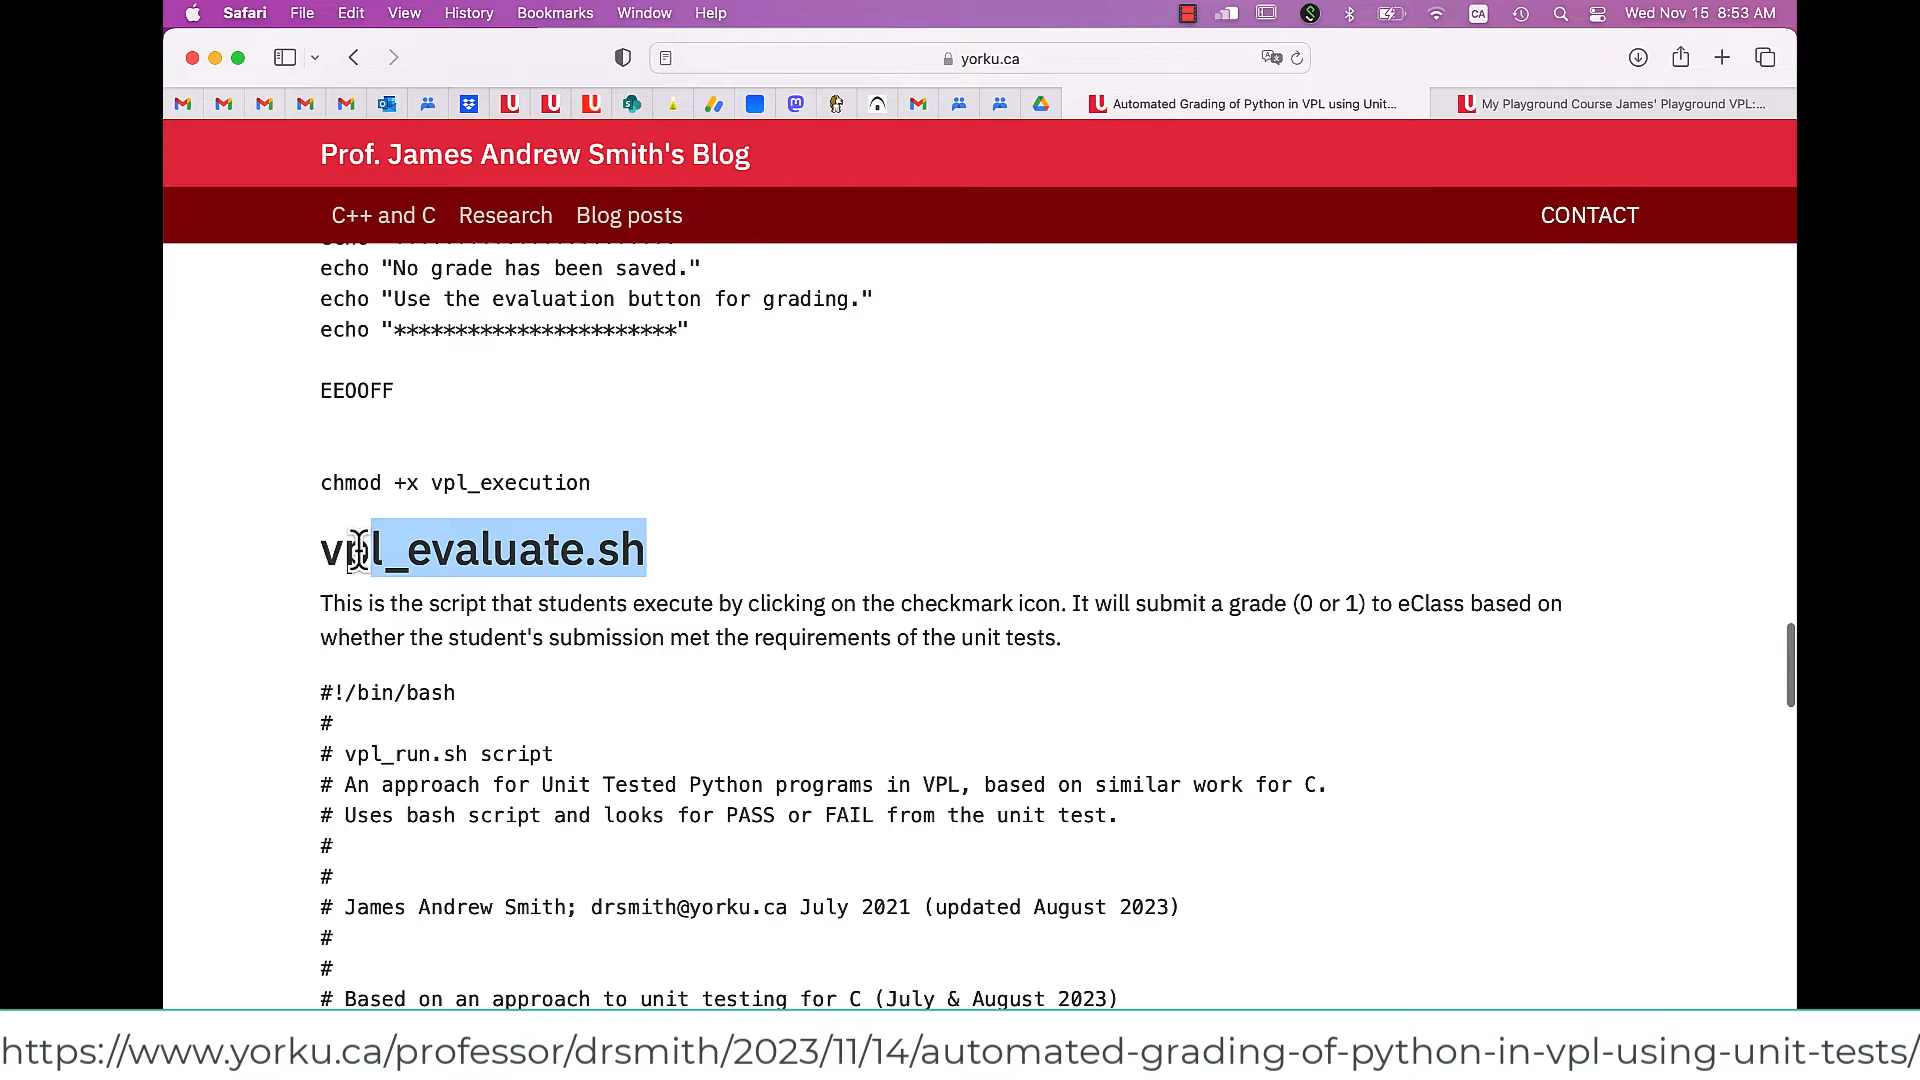 Safari File Edit View History Bookmarks Window Help CA Wed Nov 15 8:53 AM
yorku.ca
Automated Grading of Python in VPL using Unit... My Playground Course James' Playground VPL:...
Prof. James Andrew Smith's Blog
C++ and C Research Blog posts CONTACT
echo "No grade has been saved."
echo "Use the evaluation button for grading."
echo "***********************"
EEOOFF
chmod +x vpl_execution
vpl_evaluate.sh
This is the script that students execute by clicking on the checkmark icon. It will submit a grade (0 or 1) to eClass based on
whether the student's submission met the requirements of the unit tests.
#!/bin/bash
#
# vpl_run.sh script
# An approach for Unit Tested Python programs in VPL, based on similar work for C.
# Uses bash script and looks for PASS or FAIL from the unit test.
#
#
# James Andrew Smith; drsmith@yorku.ca July 2021 (updated August 2023)
#
#
# Based on an approach to unit testing for C (July & August 2023)
https://www.yorku.ca/professor/drsmith/2023/11/14/automated-grading-of-python-in-vpl-using-unit-tests/